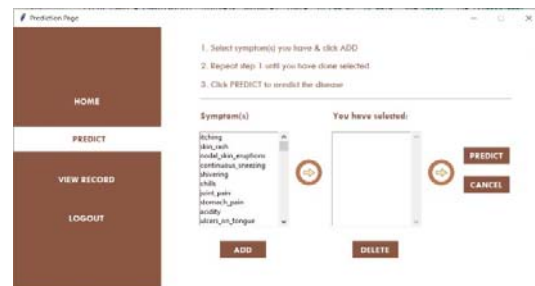 Prediction Page
1. Select symptom(s) you have & click ADD
2. Repeat step 1 until you have done selected.
3. Click PREDICT to predict the disease
HOME
PREDICT
VIEW RECORD
LOGOUT
Symptom(s)
You have selected:
itching
skin_rash
nodal_skin_eruptions
continuous_sneezing
shivering
chills
joint_pain
stomach_pain
acidity
ulcers_on_tongue
PREDICT
CANCEL
ADD
DELETE